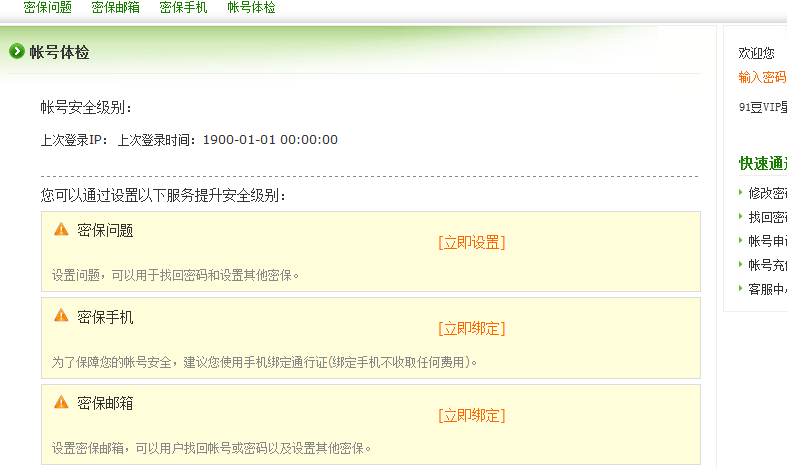 密保问题 密保邮箱 密保手机 帐号体检
帐号体检
帐号安全级别：
上次登录IP： 上次登录时间：1900-01-01 00:00:00
您可以通过设置以下服务提升安全级别：
密保问题
[立即设置]
设置问题，可以用于找回密码和设置其他密保。
密保手机
[立即绑定]
为了保障您的帐号安全，建议您使用手机绑定通行证(绑定手机不收取任何费用)。
密保邮箱
[立即绑定]
设置密保邮箱，可以用户找回帐号或密码以及设置其他密保。
欢迎您
输入密码
91豆VIP
快速通
修改密
找回密
帐号申
帐号充
客服中